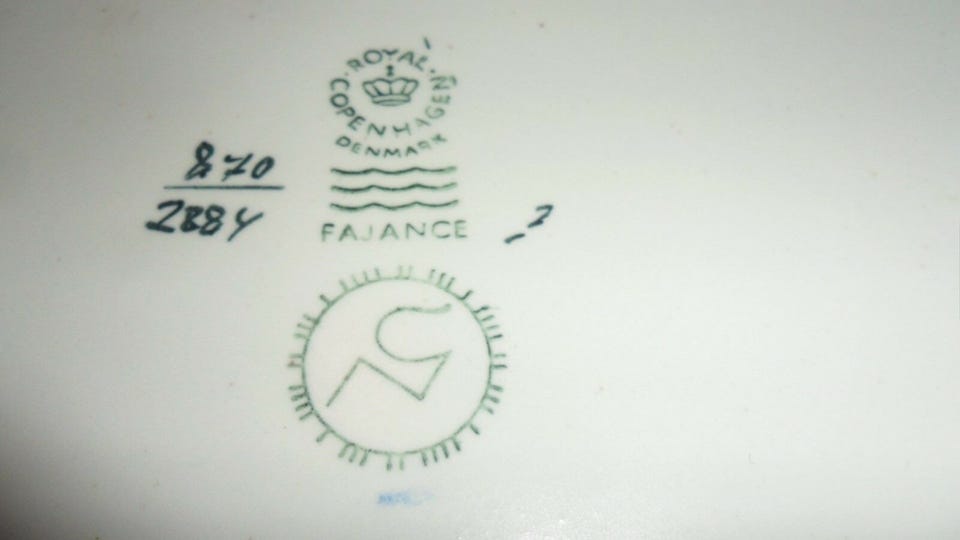 ROYAL COPENHAGEN
DENMARK
870
2884
FAJANCE